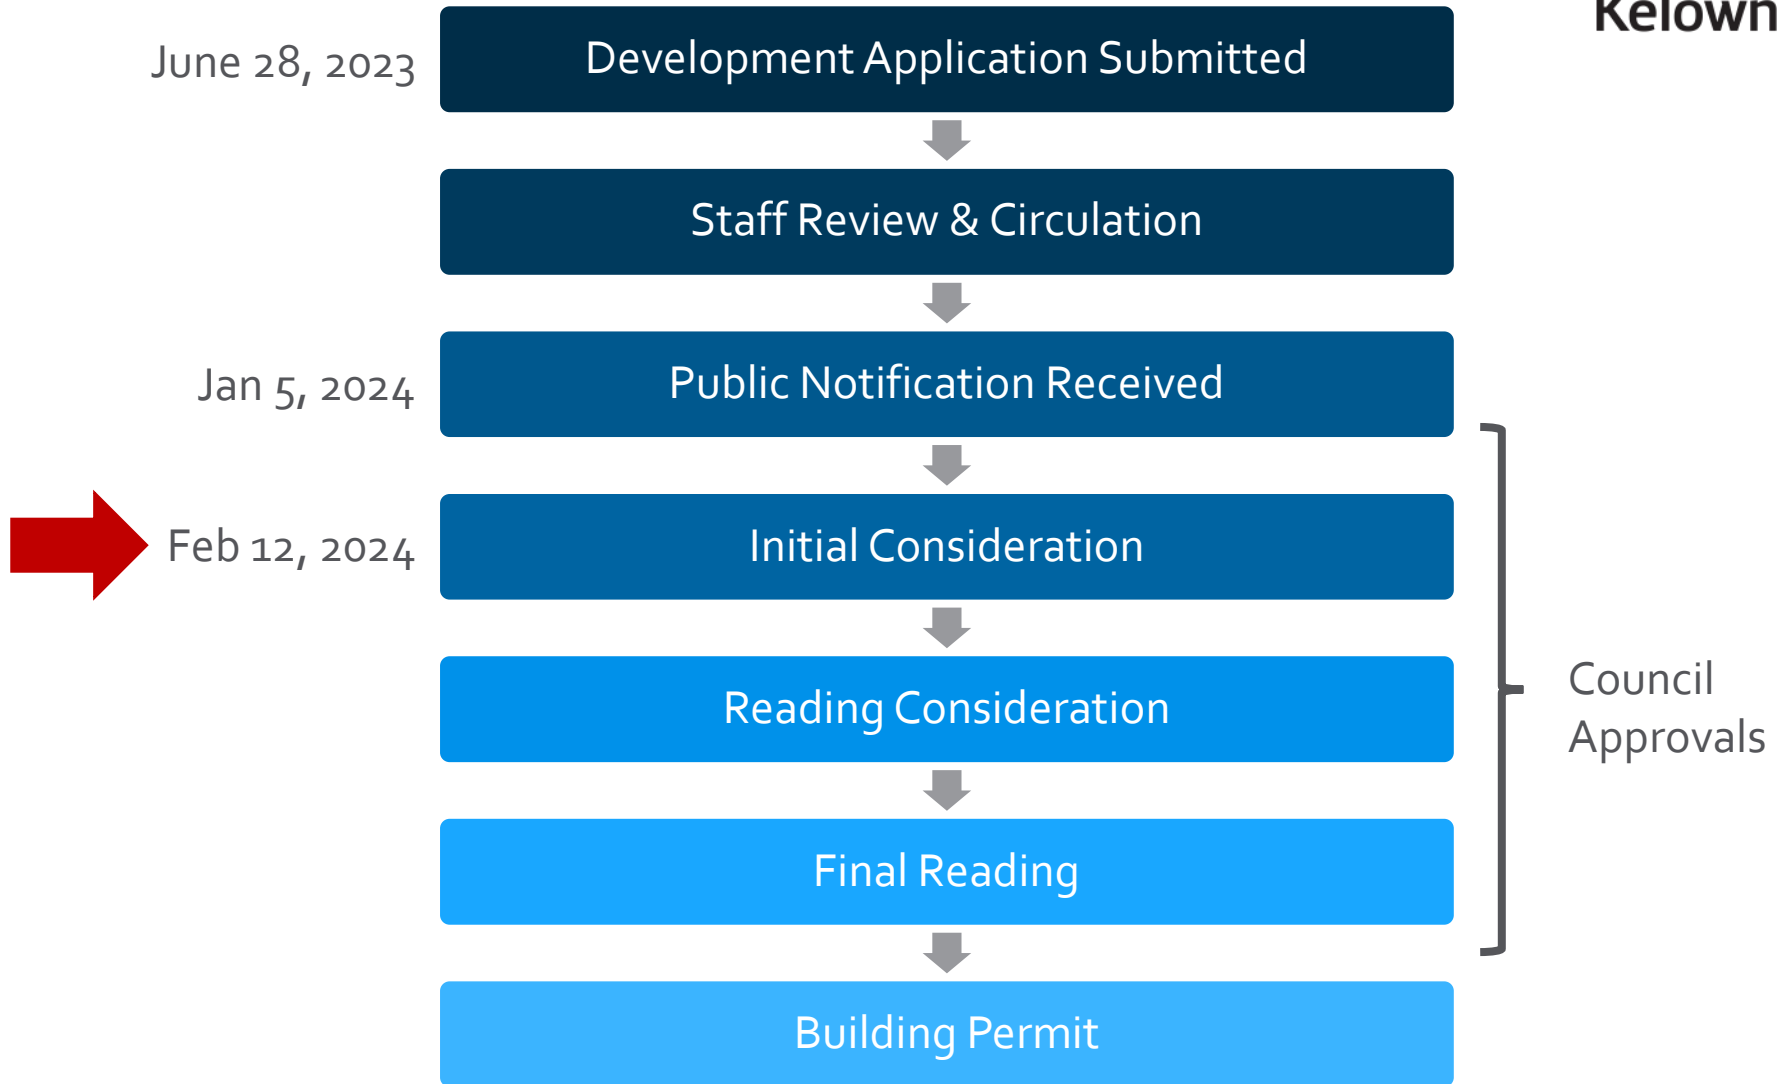 Kelown
June 28, 2023
Development Application Submitted
Staff Review & Circulation
Jan 5, 2024
Public Notification Received
Feb 12, 2024
Initial Consideration
Reading Consideration
Council
Approvals
Final Reading
Building Permit